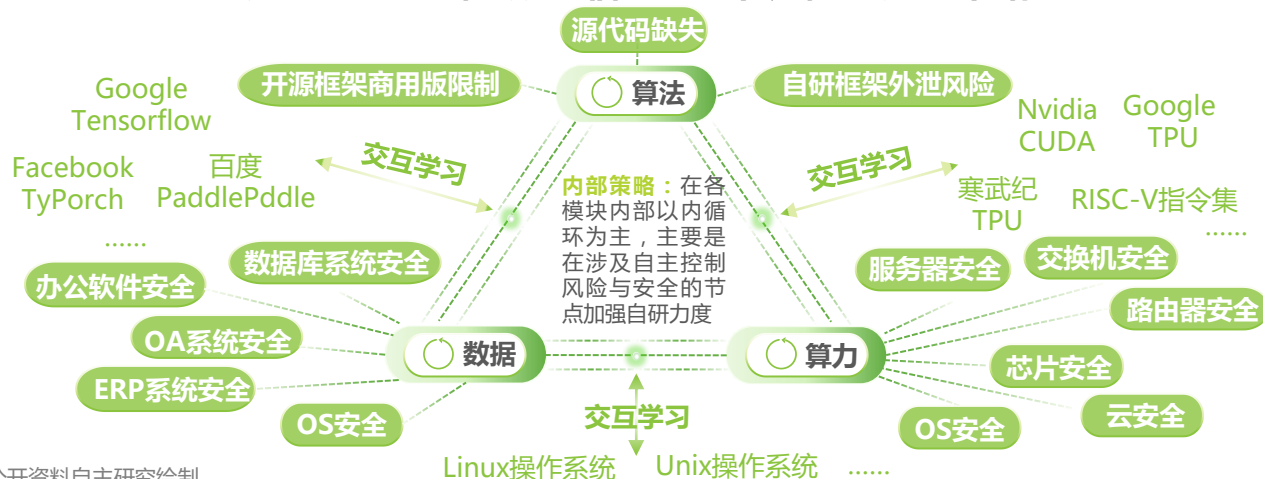 源代码缺失
开源框架商用版限制
算法
自研框架外泄风险
Google
Tensorflow
Facebook
TyPorch
百度
PaddlePddle
......
交互学习
交互学习
Nvidia
CUDA
Google
TPU
寒武纪
TPU
RISC-V指令集
......
内部策略：在各
模块内部以内循
环为主，主要是
在涉及自主控制
风险与安全的节
点加强自研力度
数据库系统安全
办公软件安全
OA系统安全
ERP系统安全
OS安全
数据
算力
服务器安全
交换机安全
路由器安全
芯片安全
云安全
OS安全
交互学习
Linux操作系统
Unix操作系统
......
开资料自主研究绘制